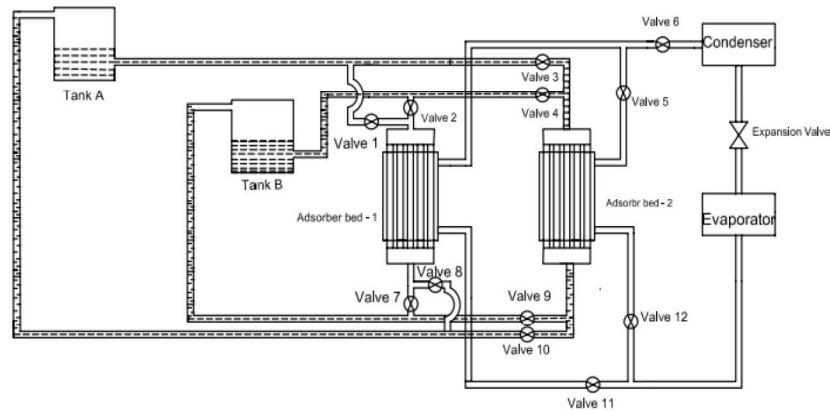 Valve 6
Condenser
Tank A
Valve 3
Valve 5
Valve 2
Valve 4
Valve 1
Expansion Valve
Tank B
Adsorber bed - 1
Adsorbr bed - 2
Evaporator
Valve 8
Valve 7
Valve 9
Valve 12
Valve 10
Valve 11